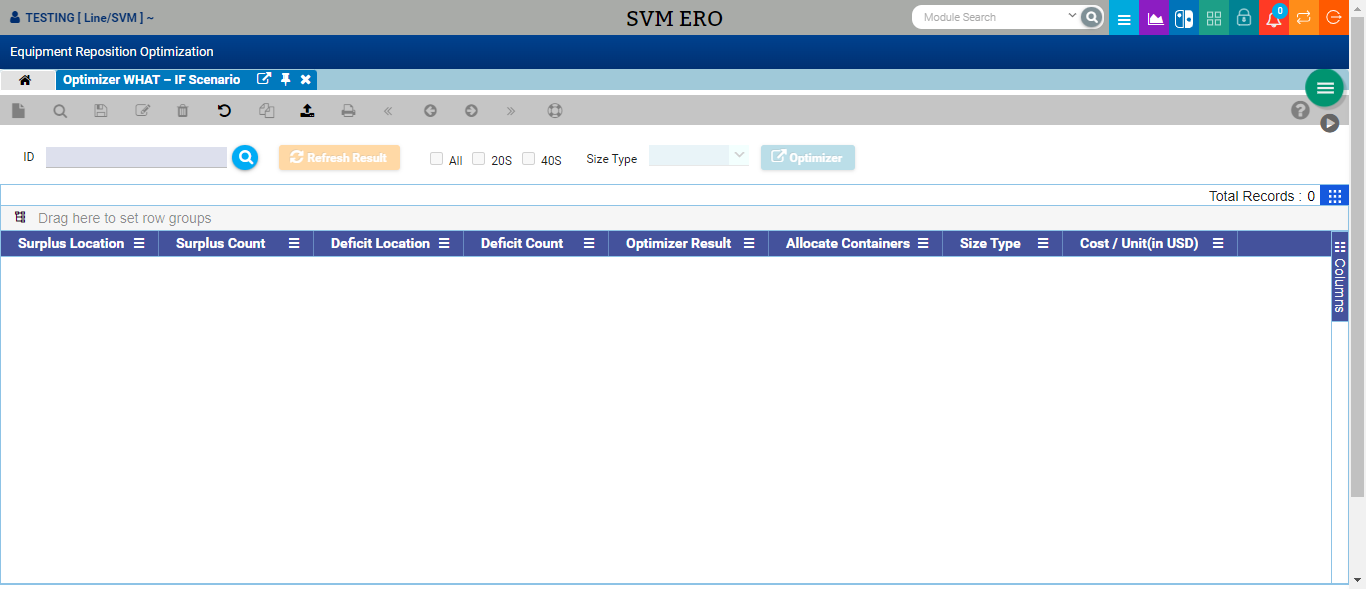 TESTING [ Line/SVM ] ~
SVM ERO
Module Search
0
Equipment Reposition Optimization
Optimizer WHAT – IF Scenario
ID
Refresh Result
All
20S
40S
Size Type
Optimizer
Total Records : 0
Drag here to set row groups
Surplus Location
Surplus Count
Deficit Location
Deficit Count
Optimizer Result
Allocate Containers
Size Type
Cost / Unit(in USD)
Columns